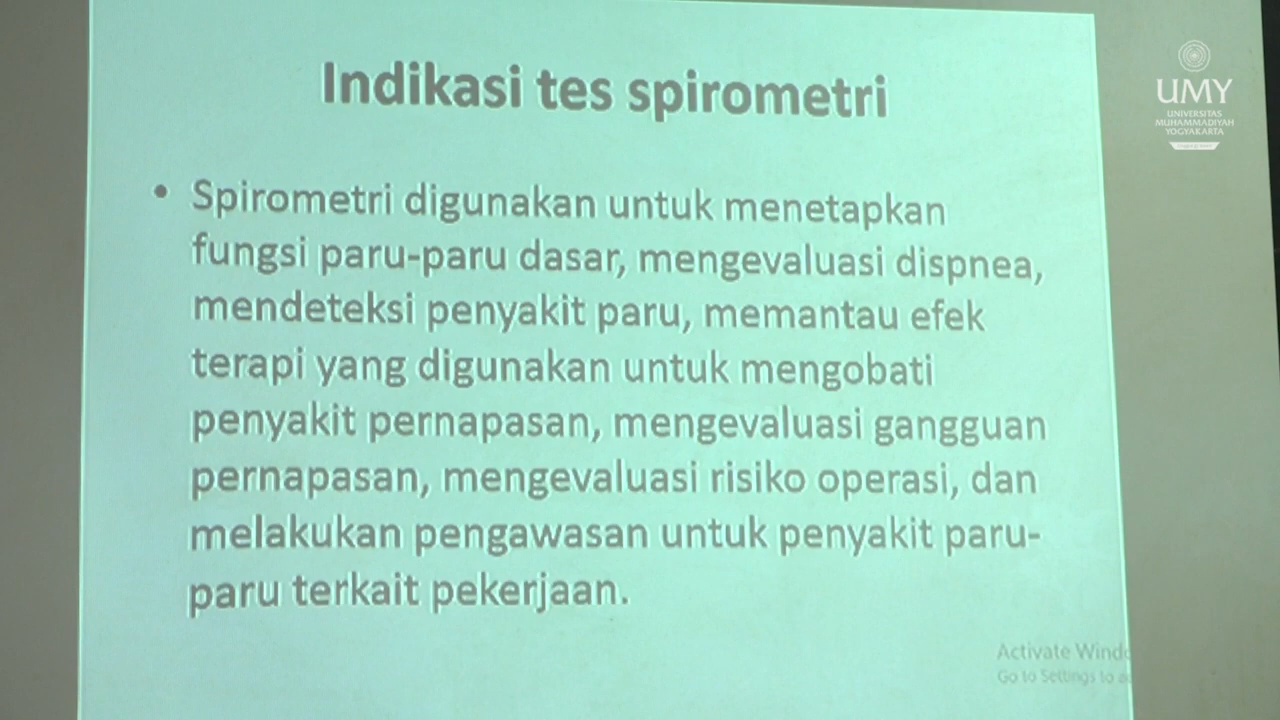 Indikasi tes spirometri
• Spirometri digunakan untuk menetapkan
fungsi paru-paru dasar, mengevaluasi dispnea,
mendeteksi penyakit paru, memantau efek
terapi yang digunakan untuk mengobati
penyakit pernapasan, mengevaluasi gangguan
pernapasan, mengevaluasi risiko operasi, dan
melakukan pengawasan untuk penyakit paru-
paru terkait pekerjaan.
UMY
UNIVERSITAS
MUHAMMADIYAH
YOGYAKARTA
Activate Windo
Go to Settings to